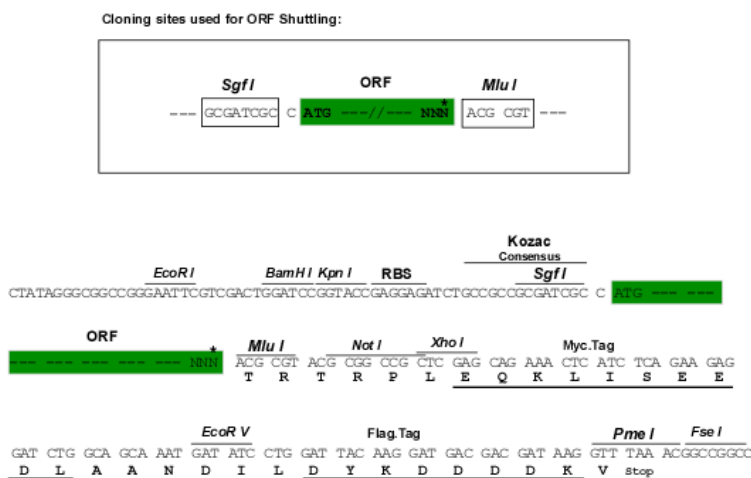 Cloning sites used for ORF Shuttling:
Sgf I ORF Mlu I
--- GCGATCGC C ATG ---//--- NNN* ACG CGT ---
Kozac
Consensus
EcoR I BamH I Kpn I RBS Sgf I
CTATAGGGCGGCCGGGAATTCGTCGACTGGATCCGGTACCGAGGAGATCTGCCGCCGCGATCGC C ATG --- ---
ORF Mlu I Not I Xho I Myc.Tag
--- --- --- --- --- --- NNN* ACG CGT ACG CGG CCG CTC GAG CAG AAA CTC ATC TCA GAA GAG
T R T R P L E Q K L I S E E
EcoR V Flag.Tag Pme I Fse I
GAT CTG GCA GCA AAT GAT ATC CTG GAT TAC AAG GAT GAC GAC GAT AAG GTT TAA ACGGCCGGCC
D L A A N D I L D Y K D D D D K V Stop